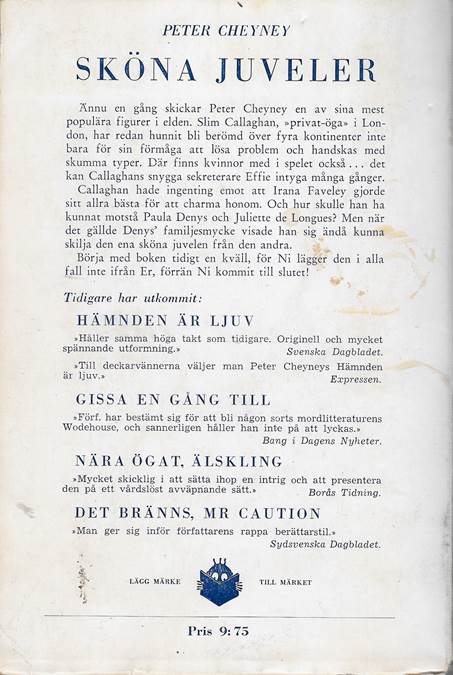 PETER CHEYNEY
SKÖNA JUVELER
Ännu en gång skickar Peter Cheyney en av sina mest
populära figurer i elden. Slim Callaghan, »privat-öga» i Lon-
don, har redan hunnit bli berömd över fyra kontinenter inte
bara för sin förmåga att lösa problem och handskas med
skumma typer. Där finns kvinnor med i spelet också . . . det
kan Callaghans snygga sekreterare Effie intyga många gånger.
Callaghan hade ingenting emot att Irana Faveley gjorde
sitt allra bästa för att charma honom. Och hur skulle han ha
kunnat motstå Paula Denys och Juliette de Longues? Men när
det gällde Denys' familjesmycke visade han sig ändå kunna
skilja den ena sköna juvelen från den andra.
Börja med boken tidigt en kväll, för Ni lägger den i alla
fall inte ifrån Er, förrän Ni kommit till slutet!
Tidigare har utkommit:
HÄMNDEN ÄR LJUV
»Håller samma höga takt som tidigare. Originell och mycket
spännande utformning.» Svenska Dagbladet.
»Till deckarvännerna väljer man Peter Cheyneys Hämnden
är ljuv.» Expressen.
GISSA EN GÅNG TILL
»Förf. har bestämt sig för att bli någon sorts mordlitteraturens
Wodehouse, och sannerligen håller han inte på att lyckas.»
Bang i Dagens Nyheter.
NÄRA ÖGAT, ÄLSKLING
»Mycket skicklig i att sätta ihop en intrig och att presentera
den på ett vårdslöst avväpnande sätt.» Borås Tidning.
DET BRÄNNS, MR CAUTION
»Man ger sig inför författarens rappa berättarstil.»
Sydsvenska Dagbladet.
LÄGG MÄRKE TILL MÄRKET
Pris 9:75